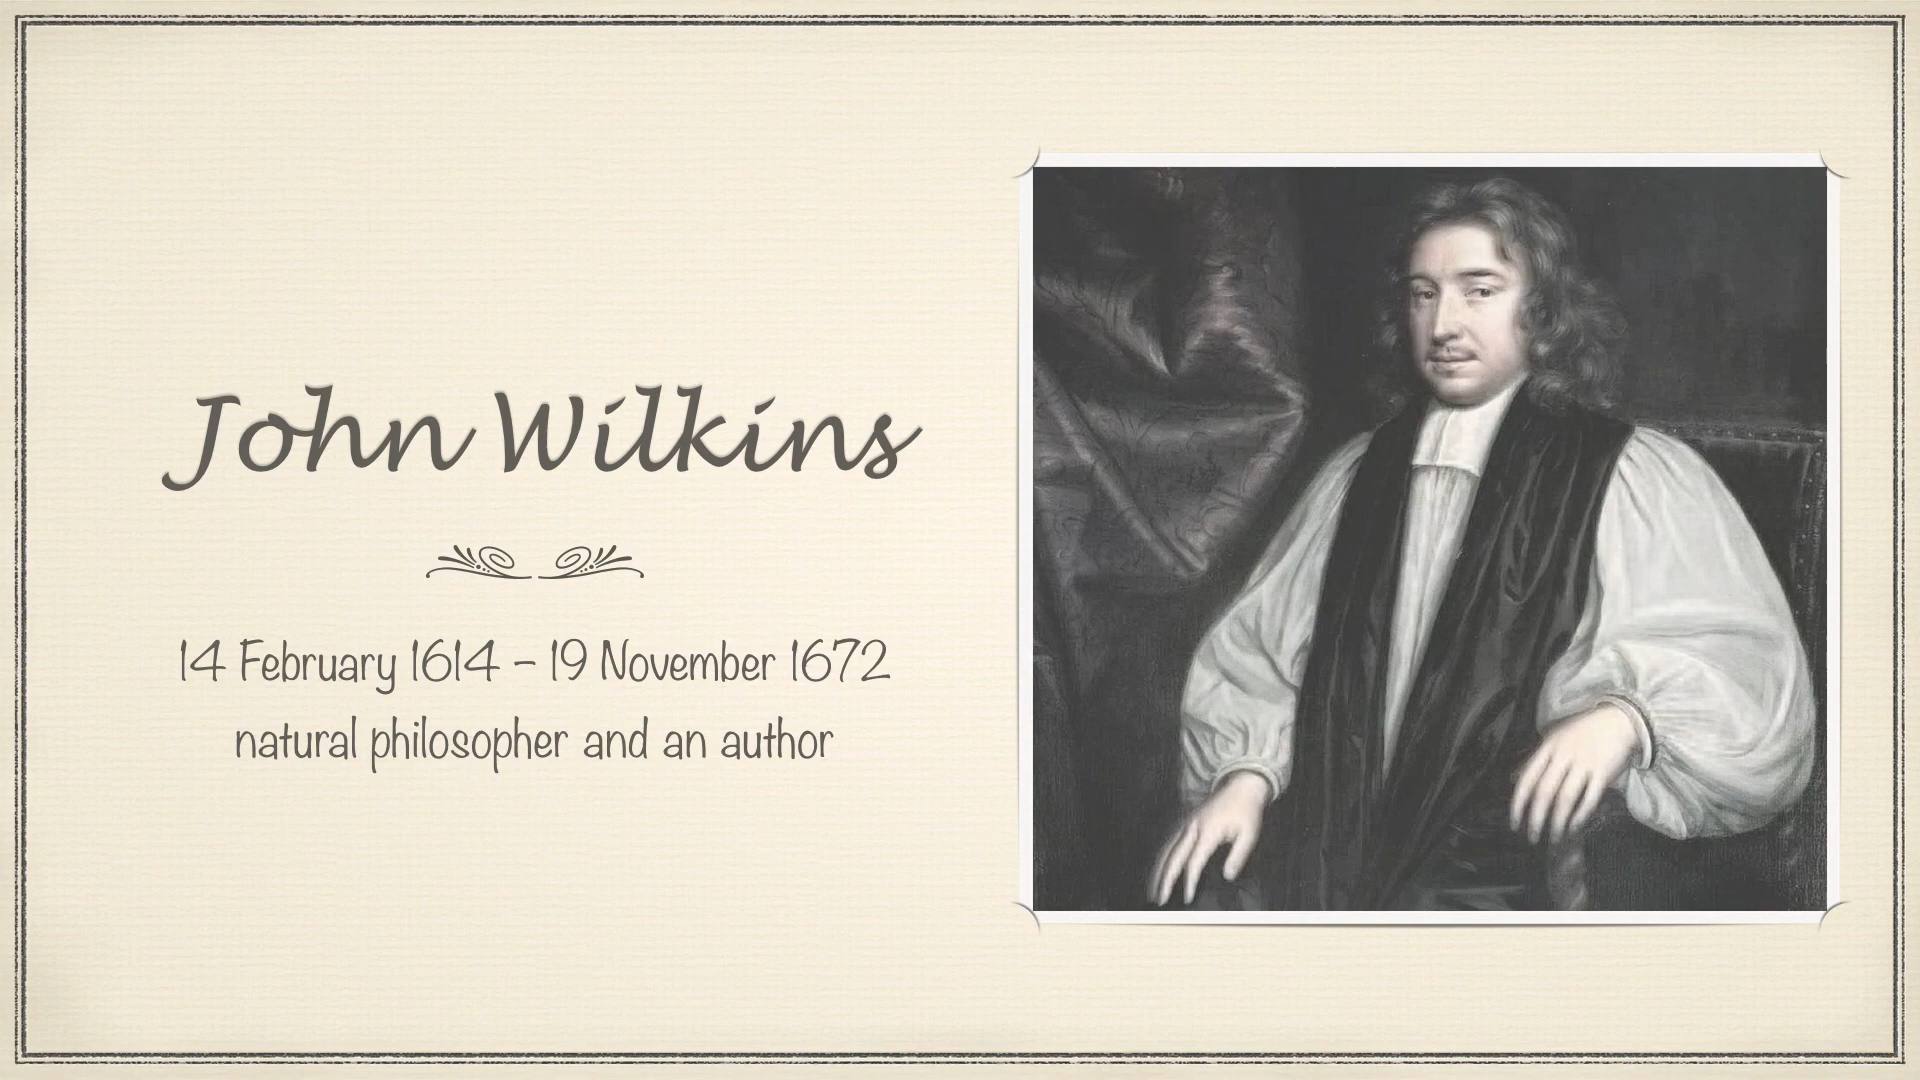 John Wilkins
14 February 1614 – 19 November 1672
natural philosopher and an author